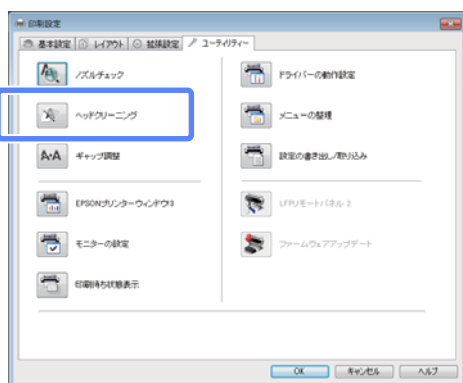 印刷設定
基本設定 レイアウト 拡張設定 ユーティリティー
ノズルチェック
ヘッドクリーニング
ギャップ調整
EPSONプリンターウィンドウ!3
モニターの設定
印刷待ち状態表示
ドライバーの動作設定
メニューの整理
設定の書き出し/取り込み
LFPリモートパネル 2
ファームウェアアップデート
OK キャンセル ヘルプ